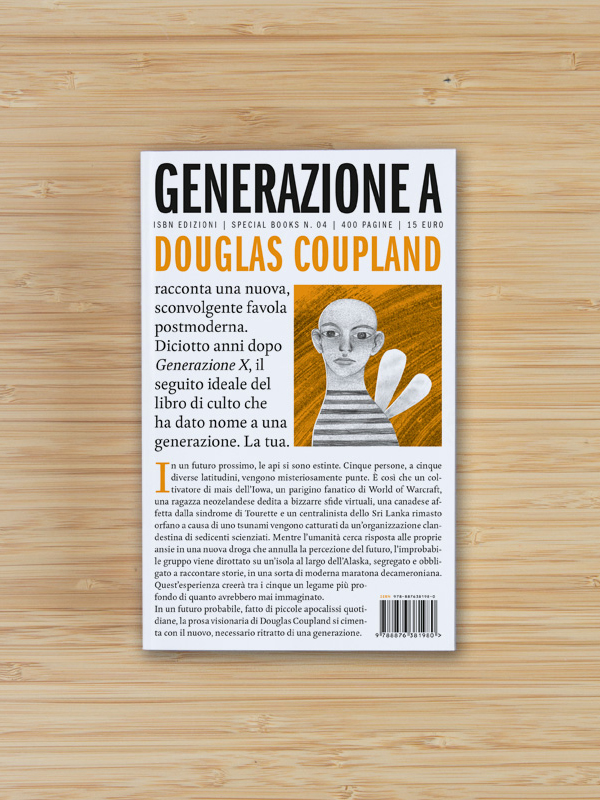 GENERAZIONE A
ISBN EDIZIONI | SPECIAL BOOKS N. 04 | 400 PAGINE | 15 EURO
DOUGLAS COUPLAND
racconta una nuova,
sconvolgente favola
postmoderna.
Diciotto anni dopo
Generazione X, il
seguito ideale del
libro di culto che
ha dato nome a una
generazione. La tua.
In un futuro prossimo, le api si sono estinte. Cinque persone, a cinque
diverse latitudini, vengono misteriosamente punte. È così che un col-
tivatore di mais dell'Iowa, un parigino fanatico di World of Warcraft,
una ragazza neozelandese dedita a bizzarre sfide virtuali, una canadese af-
fetta dalla sindrome di Tourette e un centralinista dello Sri Lanka rimasto
orfano a causa di uno tsunami vengono catturati da un'organizzazione clan-
destina di sedicenti scienziati. Mentre l'umanità cerca risposta alle proprie
ansie in una nuova droga che annulla la percezione del futuro, l'improbabi-
le gruppo viene dirottato su un'isola al largo dell'Alaska, segregato e obbli-
gato a raccontare storie, in una sorta di moderna maratona decameroniana.
Quest'esperienza creerà tra i cinque un legame più pro-
fondo di quanto avrebbero mai immaginato.
In un futuro probabile, fatto di piccole apocalissi quoti-
diane, la prosa visionaria di Douglas Coupland si cimen-
ta con il nuovo, necessario ritratto di una generazione.
ISBN 978-887638198-0
9 788876 381980 >